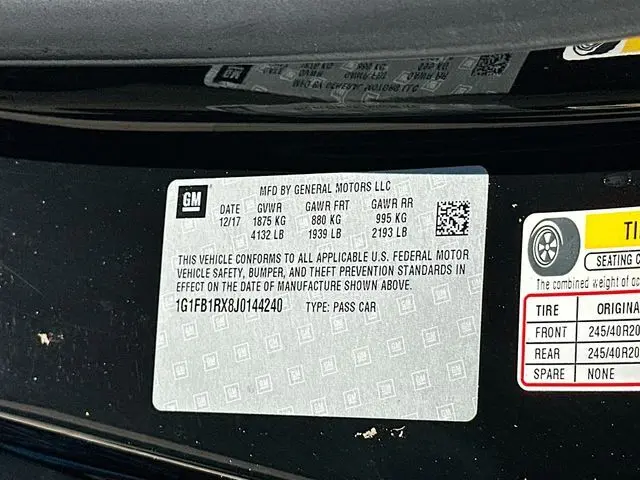 GM
MFD BY GENERAL MOTORS LLC
DATE GVWR GAWR FRT GAWR RR
12/17 1875 KG 880 KG 995 KG
4132 LB 1939 LB 2193 LB
THIS VEHICLE CONFORMS TO ALL APPLICABLE U.S. FEDERAL MOTOR
VEHICLE SAFETY, BUMPER, AND THEFT PREVENTION STANDARDS IN
EFFECT ON THE DATE OF MANUFACTURE SHOWN ABOVE.
1G1FB1RX8J0144240 TYPE: PASS CAR
TI
SEATING C
The combined weight of oc
TIRE ORIGINA
FRONT 245/40R20
REAR 245/40R20
SPARE NONE